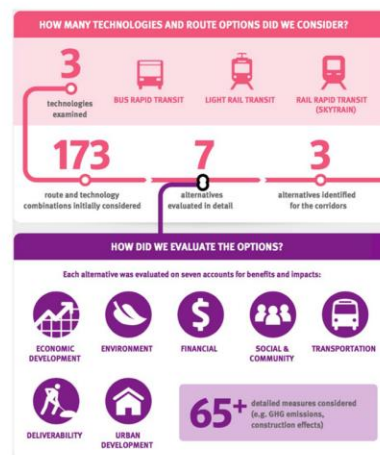 HOW MANY TECHNOLOGIES AND ROUTE OPTIONS DID WE CONSIDER?
3
technologies
examined
BUS RAPID TRANSIT
LIGHT RAIL TRANSIT
RAIL RAPID TRANSIT
(SKYTRAIN)
173
route and technology
combinations initially considered
7
alternatives
evaluated in detail
3
alternatives identified
for the corridors
HOW DID WE EVALUATE THE OPTIONS?
Each alternative was evaluated on seven accounts for benefits and impacts:
ECONOMIC
DEVELOPMENT
ENVIRONMENT
$
FINANCIAL
SOCIAL &
COMMUNITY
TRANSPORTATION
DELIVERABILITY
URBAN
DEVELOPMENT
65+
detailed measures considered
(e.g. GHG emissions,
construction effects)